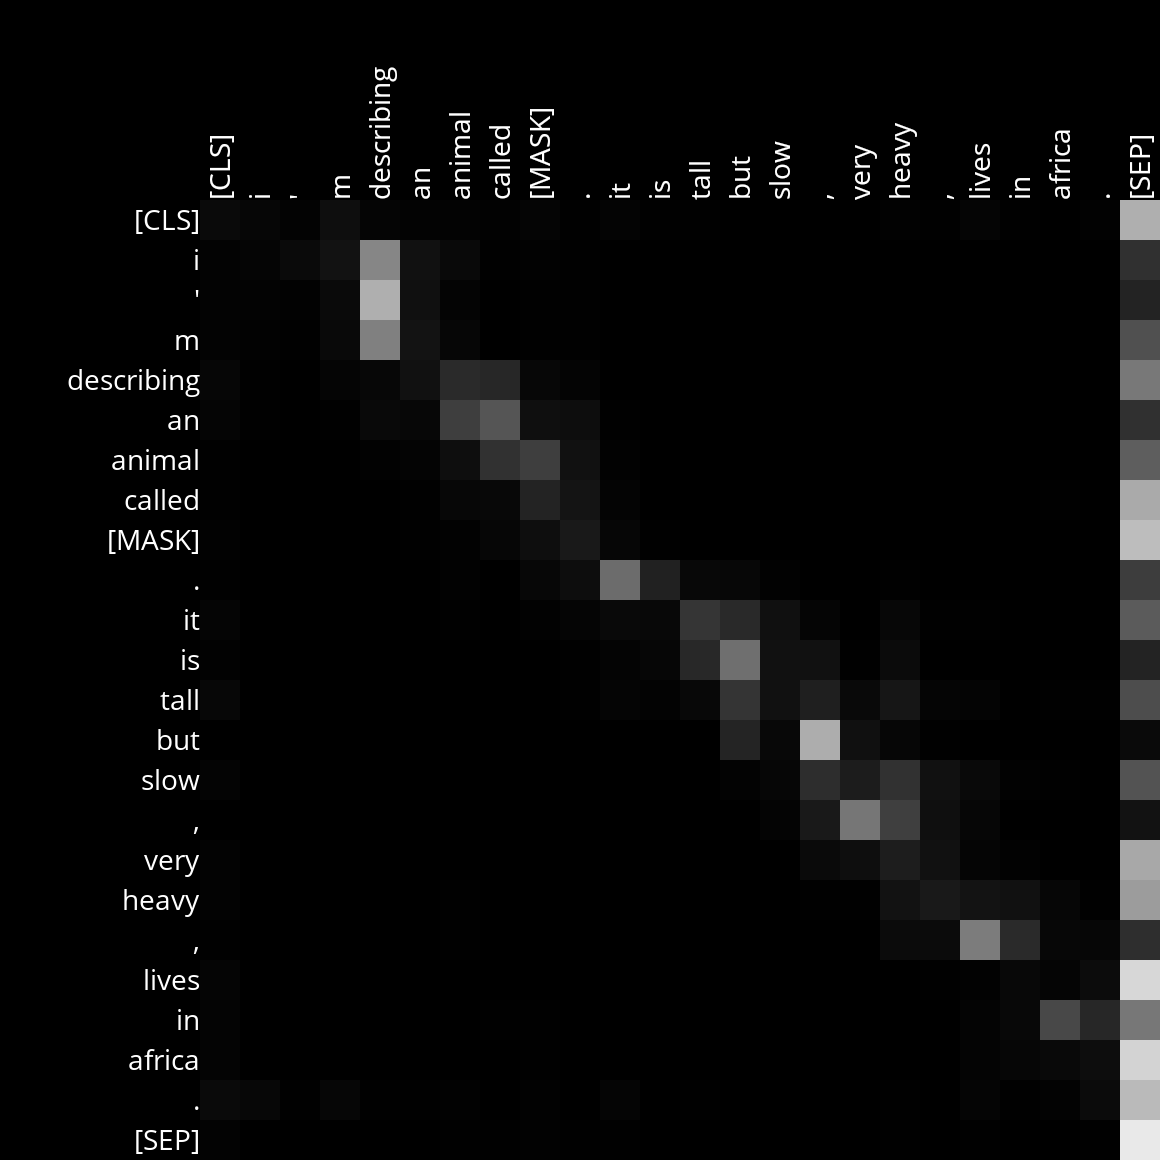 [CLS] i ' m describing an animal called [MASK] . it is tall but slow , very heavy , lives in africa . [SEP]
[CLS]
i
'
m
describing
an
animal
called
[MASK]
.
it
is
tall
but
slow
,
very
heavy
,
lives
in
africa
.
[SEP]